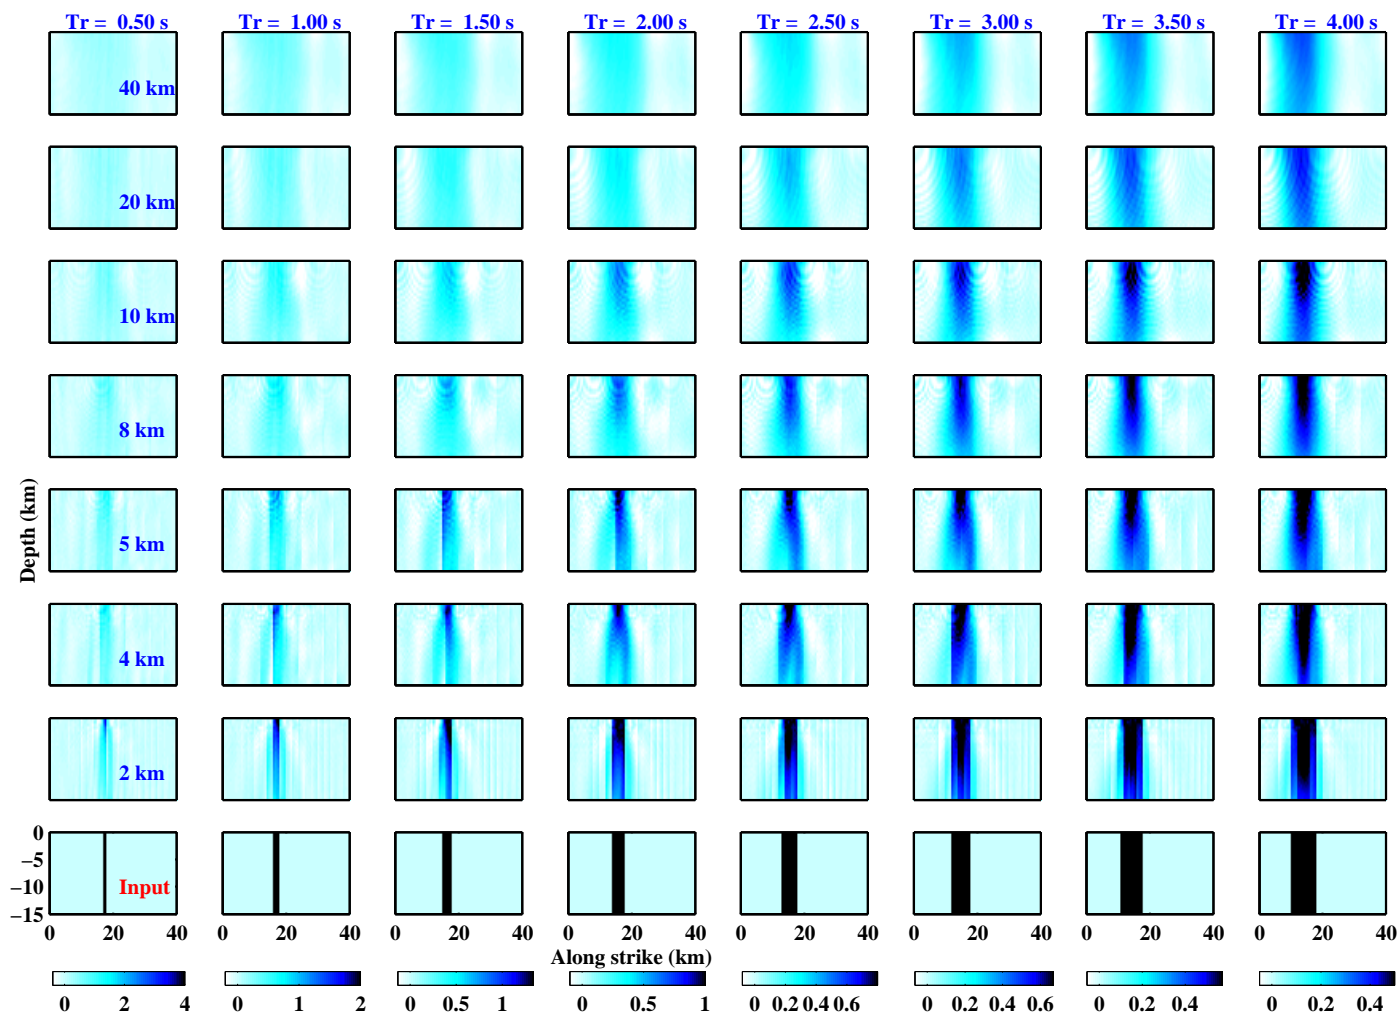 Tr = 0.50 s Tr = 1.00 s Tr = 1.50 s Tr = 2.00 s Tr = 2.50 s Tr = 3.00 s Tr = 3.50 s Tr = 4.00 s
40 km
20 km
10 km
8 km
5 km
4 km
2 km
Input
Depth (km)
0
−5
−10
−15
0 20 40 0 20 40 0 20 40 0 20 40 0 20 40 0 20 40 0 20 40 0 20 40
Along strike (km)
0 2 4 0 1 2 0 0.5 1 0 0.5 1 0 0.2 0.4 0.6 0 0.2 0.4 0.6 0 0.2 0.4 0 0.2 0.4